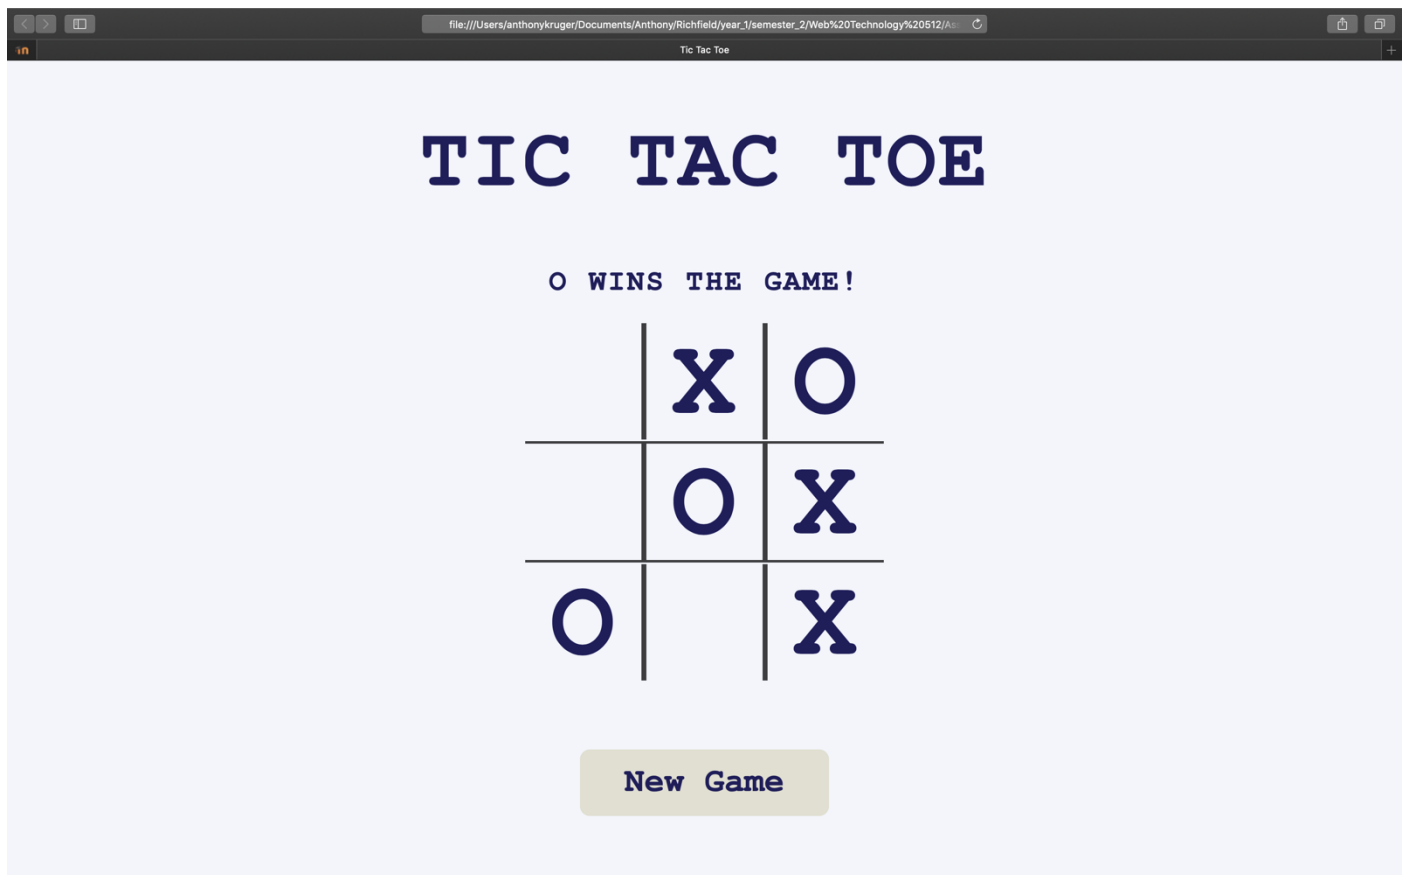 file:///Users/anthonykruger/Documents/Anthony/Richfield/year_1/semester_2/Web%20Technology%20512/
in
Tic Tac Toe
TIC TAC TOE
O WINS THE GAME!
X O
O X
O X
New Game